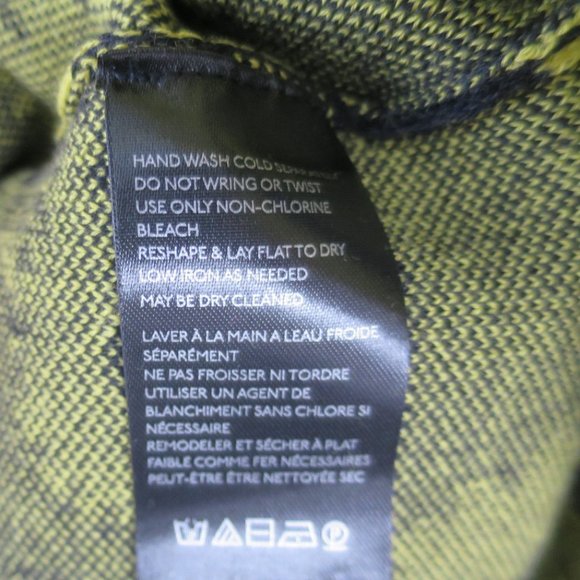 HAND WASH COLD SEPARATELY
DO NOT WRING OR TWIST
USE ONLY NON-CHLORINE
BLEACH
RESHAPE & LAY FLAT TO DRY
LOW IRON AS NEEDED
MAY BE DRY CLEANED
LAVER À LA MAIN A LEAU FROIDE
SÉPARÉMENT
NE PAS FROISSER NI TORDRE
UTILISER UN AGENT DE
BLANCHIMENT SANS CHLORE SI
NÉCESSAIRE
REMODELER ET SÉCHER À PLAT
FAIBLE COMME FER NÉCESSAIRES
PEUT-ÊTRE ÊTRE NETTOYAGE SEC